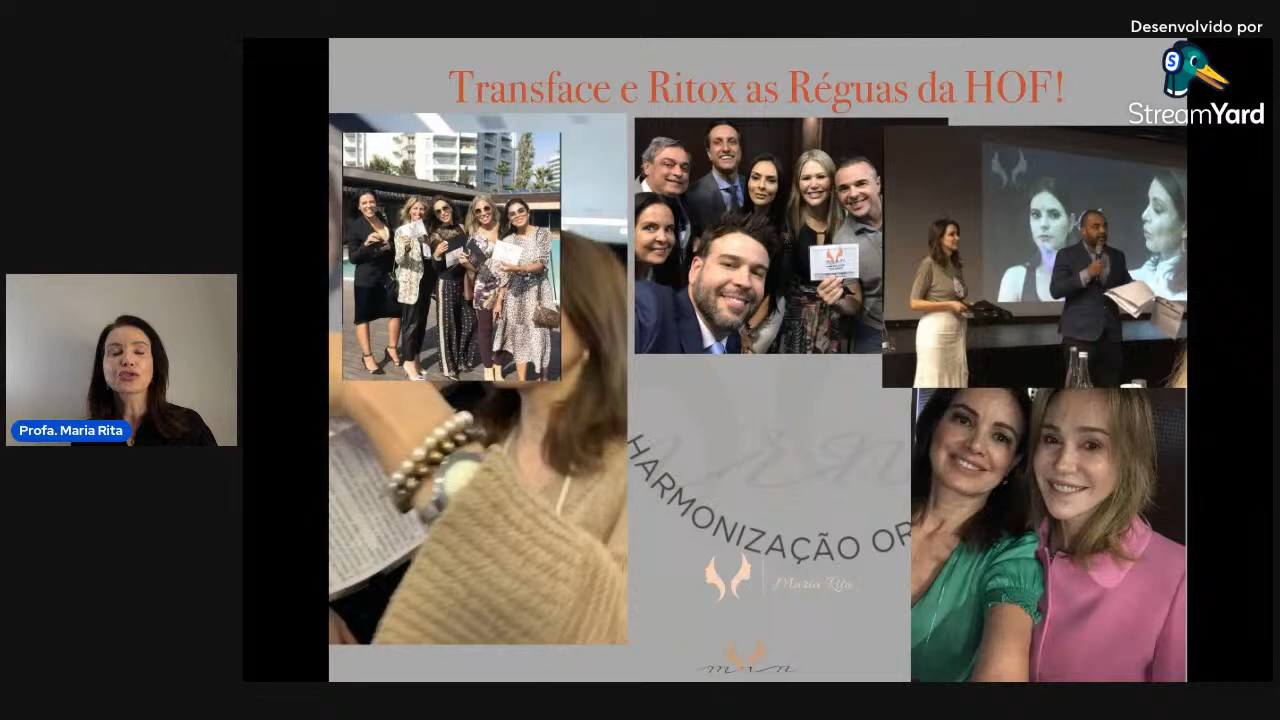 Desenvolvido por
StreamYard
Transface e Ritox as Réguas da HOF!
HARMONIZAÇÃO OR
Maria Rita
Profa. Maria Rita